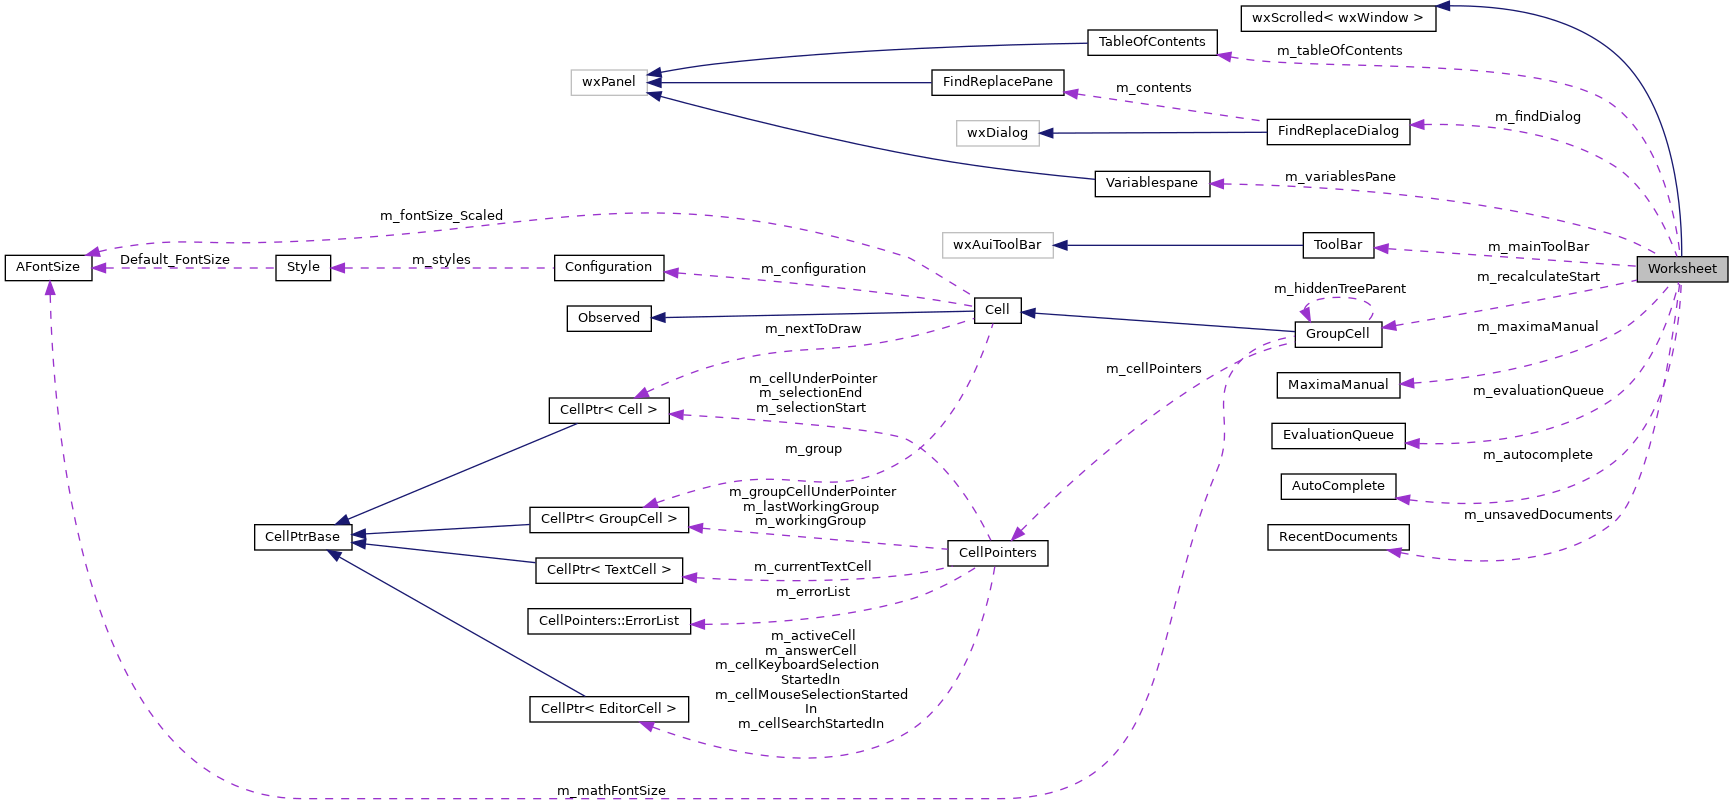 wxScrolled< wxWindow >
TableOfContents
m_tableOfContents
wxPanel
FindReplacePane
m_contents
m_findDialog
wxDialog
FindReplaceDialog
m_variablesPane
Variablespane
m_fontSize_Scaled
wxAuiToolBar
ToolBar
m_mainToolBar
AFontSize
Default_FontSize
Style
m_styles
Configuration
m_configuration
Worksheet
m_recalculateStart
m_hiddenTreeParent
Observed
Cell
m_nextToDraw
GroupCell
m_maximaManual
m_cellPointers
m_cellUnderPointer
m_selectionEnd
m_selectionStart
MaximaManual
m_evaluationQueue
CellPtr< Cell >
EvaluationQueue
m_group
m_autocomplete
AutoComplete
m_groupCellUnderPointer
m_lastWorkingGroup
m_workingGroup
CellPtr< GroupCell >
m_unsavedDocuments
CellPtrBase
RecentDocuments
CellPointers
CellPtr< TextCell >
m_currentTextCell
m_errorList
CellPointers::ErrorList
m_activeCell
m_answerCell
m_cellKeyboardSelection
StartedIn
m_cellMouseSelectionStarted
In
m_cellSearchStartedIn
CellPtr< EditorCell >
m_mathFontSize